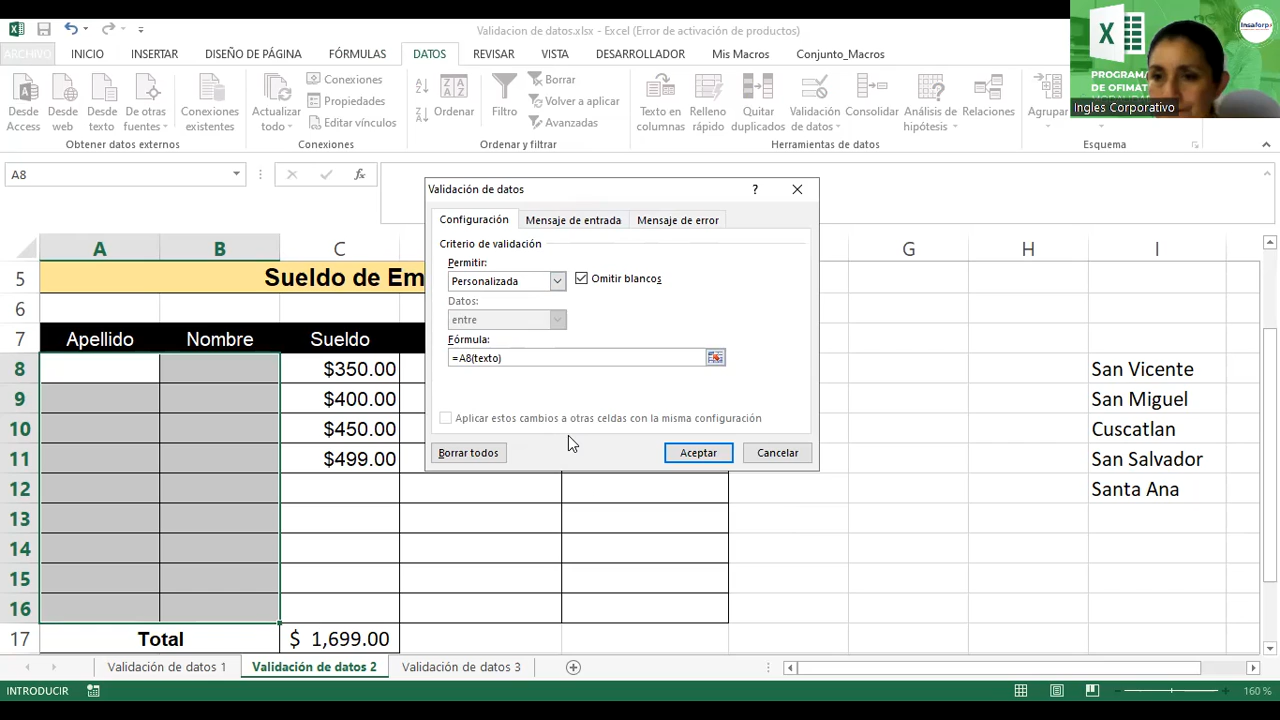 Validacion de datos.xlsx - Excel (Error de activación de productos)
ARCHIVO INICIO INSERTAR DISEÑO DE PÁGINA FÓRMULAS DATOS REVISAR VISTA DESARROLLADOR Mis Macros Conjunto_Macros
Desde Access
Desde web
Desde texto
De otras fuentes
Conexiones existentes
Obtener datos externos
Actualizar todo
Conexiones
Propiedades
Editar vínculos
Conexiones
Ordenar
Filtro
Borrar
Volver a aplicar
Avanzadas
Ordenar y filtrar
Texto en columnas
Relleno rápido
Quitar duplicados
Validación de datos
Consolidar
Análisis de hipótesis
Relaciones
Herramientas de datos
Agrupar
Esquema
X
PROGRAMA
DE OFIMAT
Insaforp
Ingles Corporativo
A8
fx
Validación de datos
?
Configuración Mensaje de entrada Mensaje de error
Criterio de validación
Permitir:
Personalizada
Omitir blancos
Datos:
entre
Fórmula:
=A8(texto)
Aplicar estos cambios a otras celdas con la misma configuración
Borrar todos Aceptar Cancelar
A B C G H I
5 Sueldo de Em
6
7 Apellido Nombre Sueldo
8 $350.00 San Vicente
9 $400.00 San Miguel
10 $450.00 Cuscatlan
11 $499.00 San Salvador
12 Santa Ana
13
14
15
16
17 Total $ 1,699.00
Validación de datos 1 Validación de datos 2 Validación de datos 3
INTRODUCIR
160 %